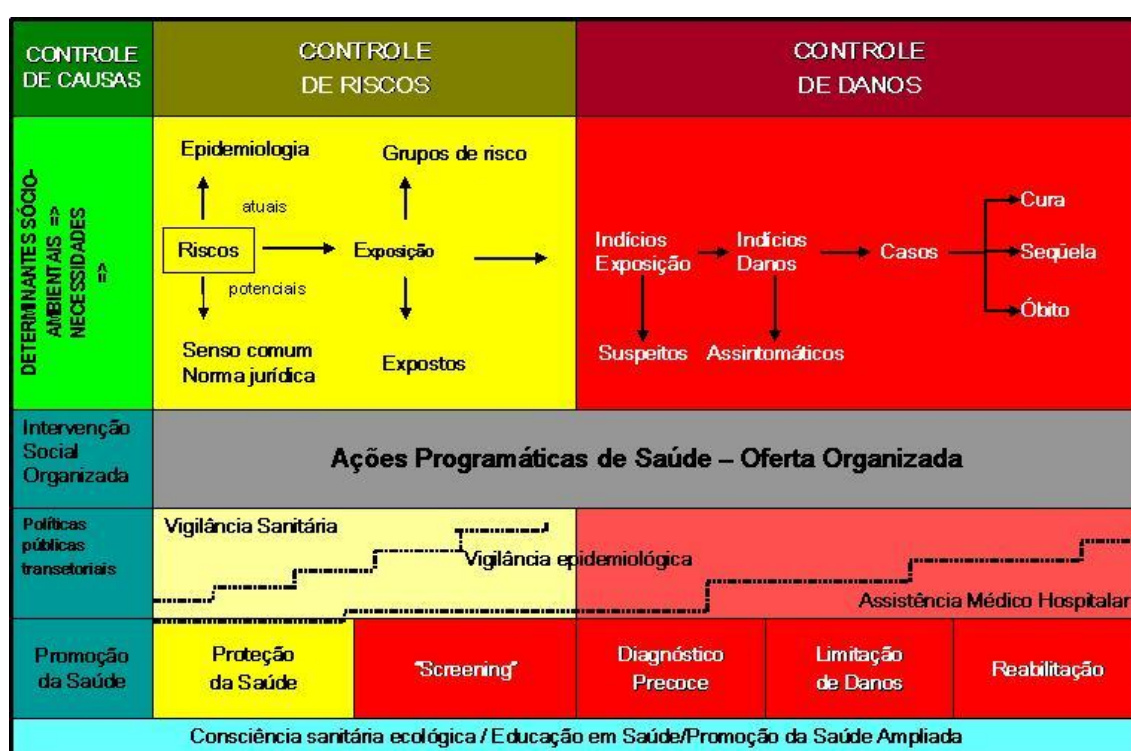 CONTROLE
DE CAUSAS
CONTROLE
DE RISCOS
CONTROLE
DE DANOS
DETERMINANTES SÓCIO-
AMBIENTAIS =>
NECESSIDADES
=>
Epidemiologia
Grupos de risco
atuais
Riscos
Exposição
potenciais
Senso comum
Norma jurídica
Expostos
Indícios
Exposição
Indícios
Danos
Casos
Cura
Seqüela
Óbito
Suspeitos
Assintomáticos
Intervenção
Social
Organizada
Ações Programáticas de Saúde – Oferta Organizada
Políticas
públicas
transetoriais
Vigilância Sanitária
Vigilância epidemiológica
Assistência Médico Hospitalar
Promoção
da Saúde
Proteção
da Saúde
"Screening"
Diagnóstico
Precoce
Limitação
de Danos
Reabilitação
Consciência sanitária ecológica / Educação em Saúde/Promoção da Saúde Ampliada